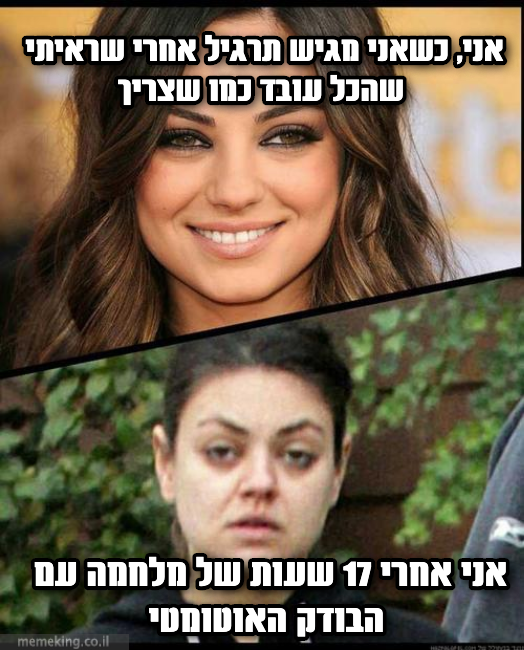 אני, כשאני מגיש תרגיל אחרי שראיתי
שהכל עובד כמו שצריך
אני אחרי 17 שעות של מלחמה עם
הבודק האוטומטי
memeking.co.il